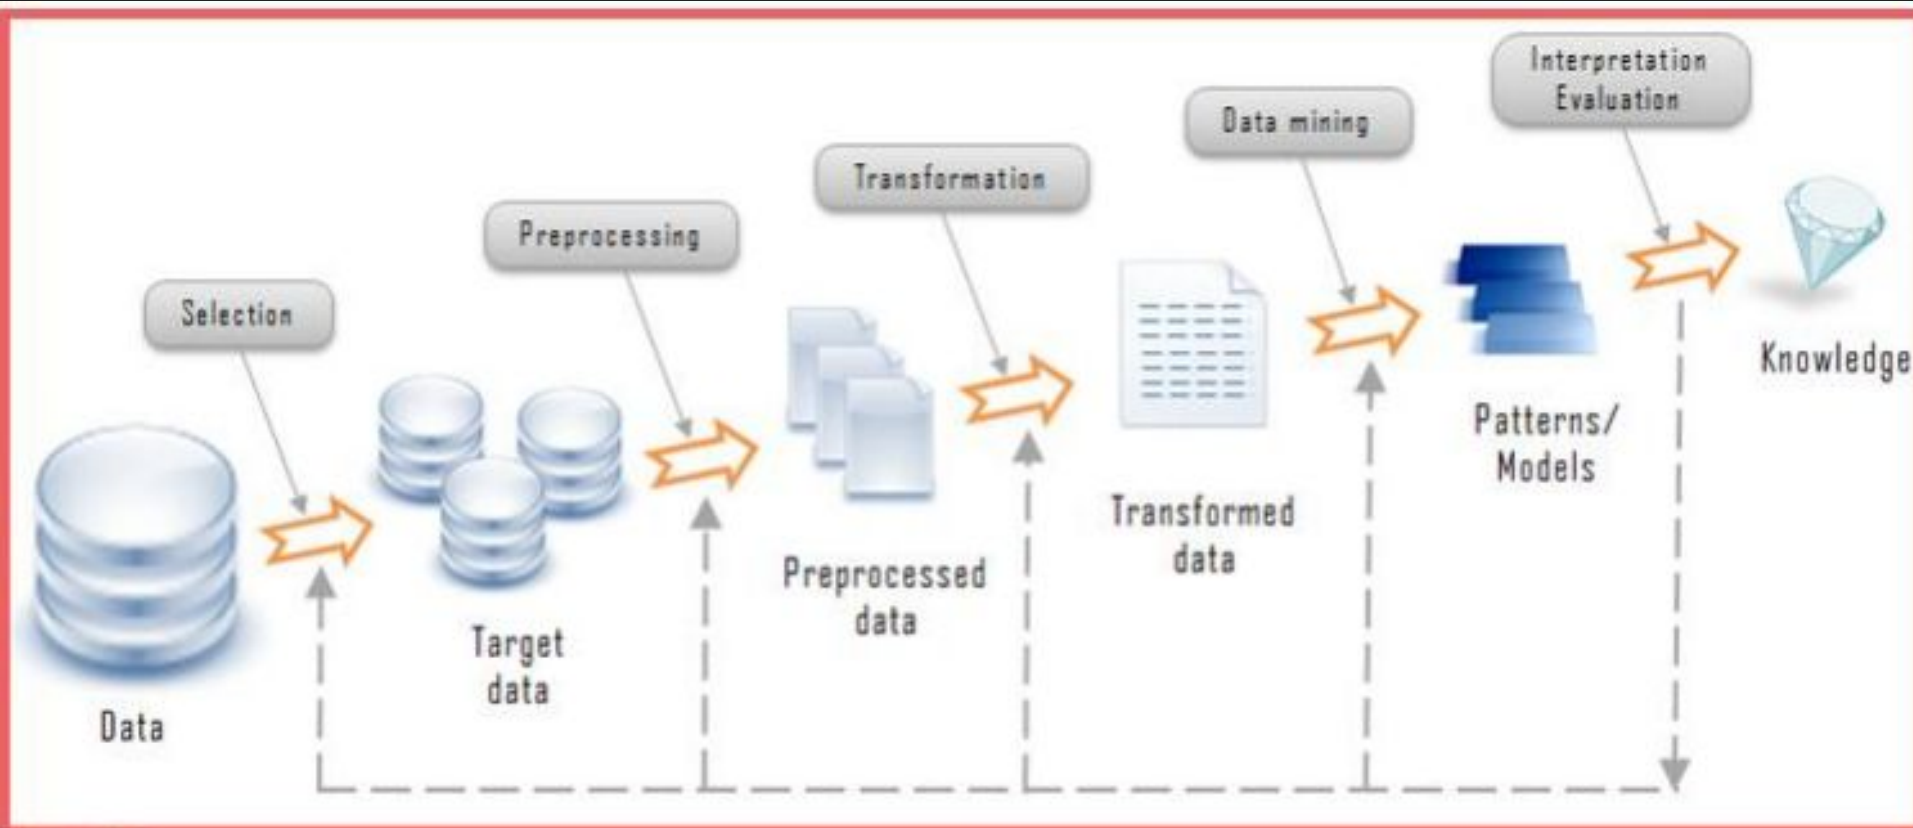 Interpretation
Evaluation
Data mining
Transformation
Preprocessing
Selection
Knowledge
Patterns/
Models
Transformed
data
Preprocessed
data
Target
data
Data